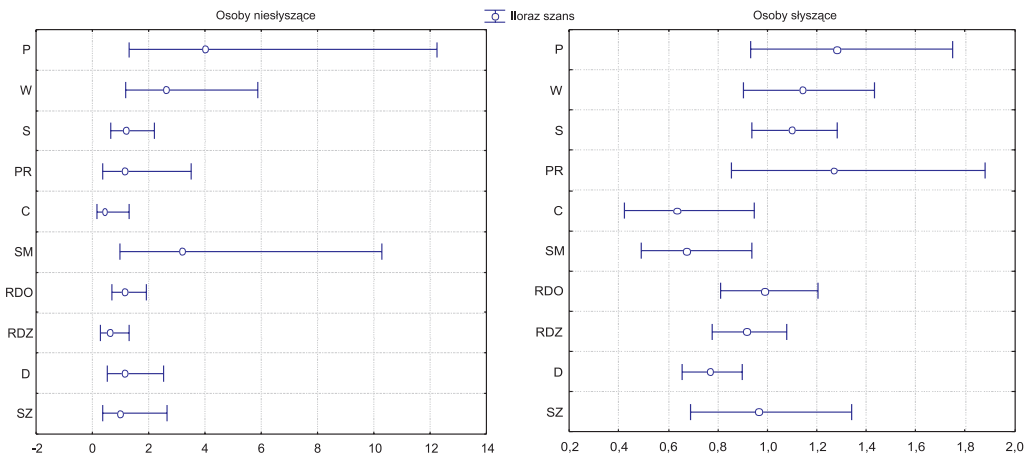 Osoby niesłyszące
Iloraz szans
Osoby słyszące
P
W
S
PR
C
SM
RDO
RDZ
D
SZ
-2 0 2 4 6 8 10 12 14
P
W
S
PR
C
SM
RDO
RDZ
D
SZ
0,2 0,4 0,6 0,8 1,0 1,2 1,4 1,6 1,8 2,0